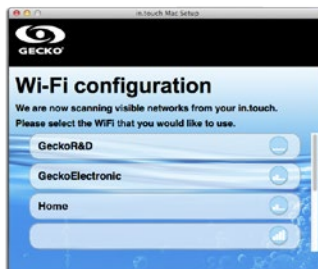 in.touch Mac Setup
GECKO
Wi-Fi configuration
We are now scanning visible networks from your in.touch.
Please select the WiFi that you would like to use.
GeckoR&D
GeckoElectronic
Home